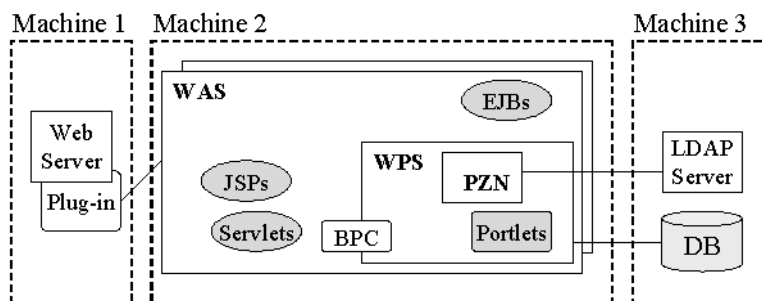 Machine 1
Machine 2
Machine 3
WAS
EJBs
Web
Server
Plug-in
JSPs
Servlets
WPS
PZN
BPC
Portlets
LDAP
Server
DB